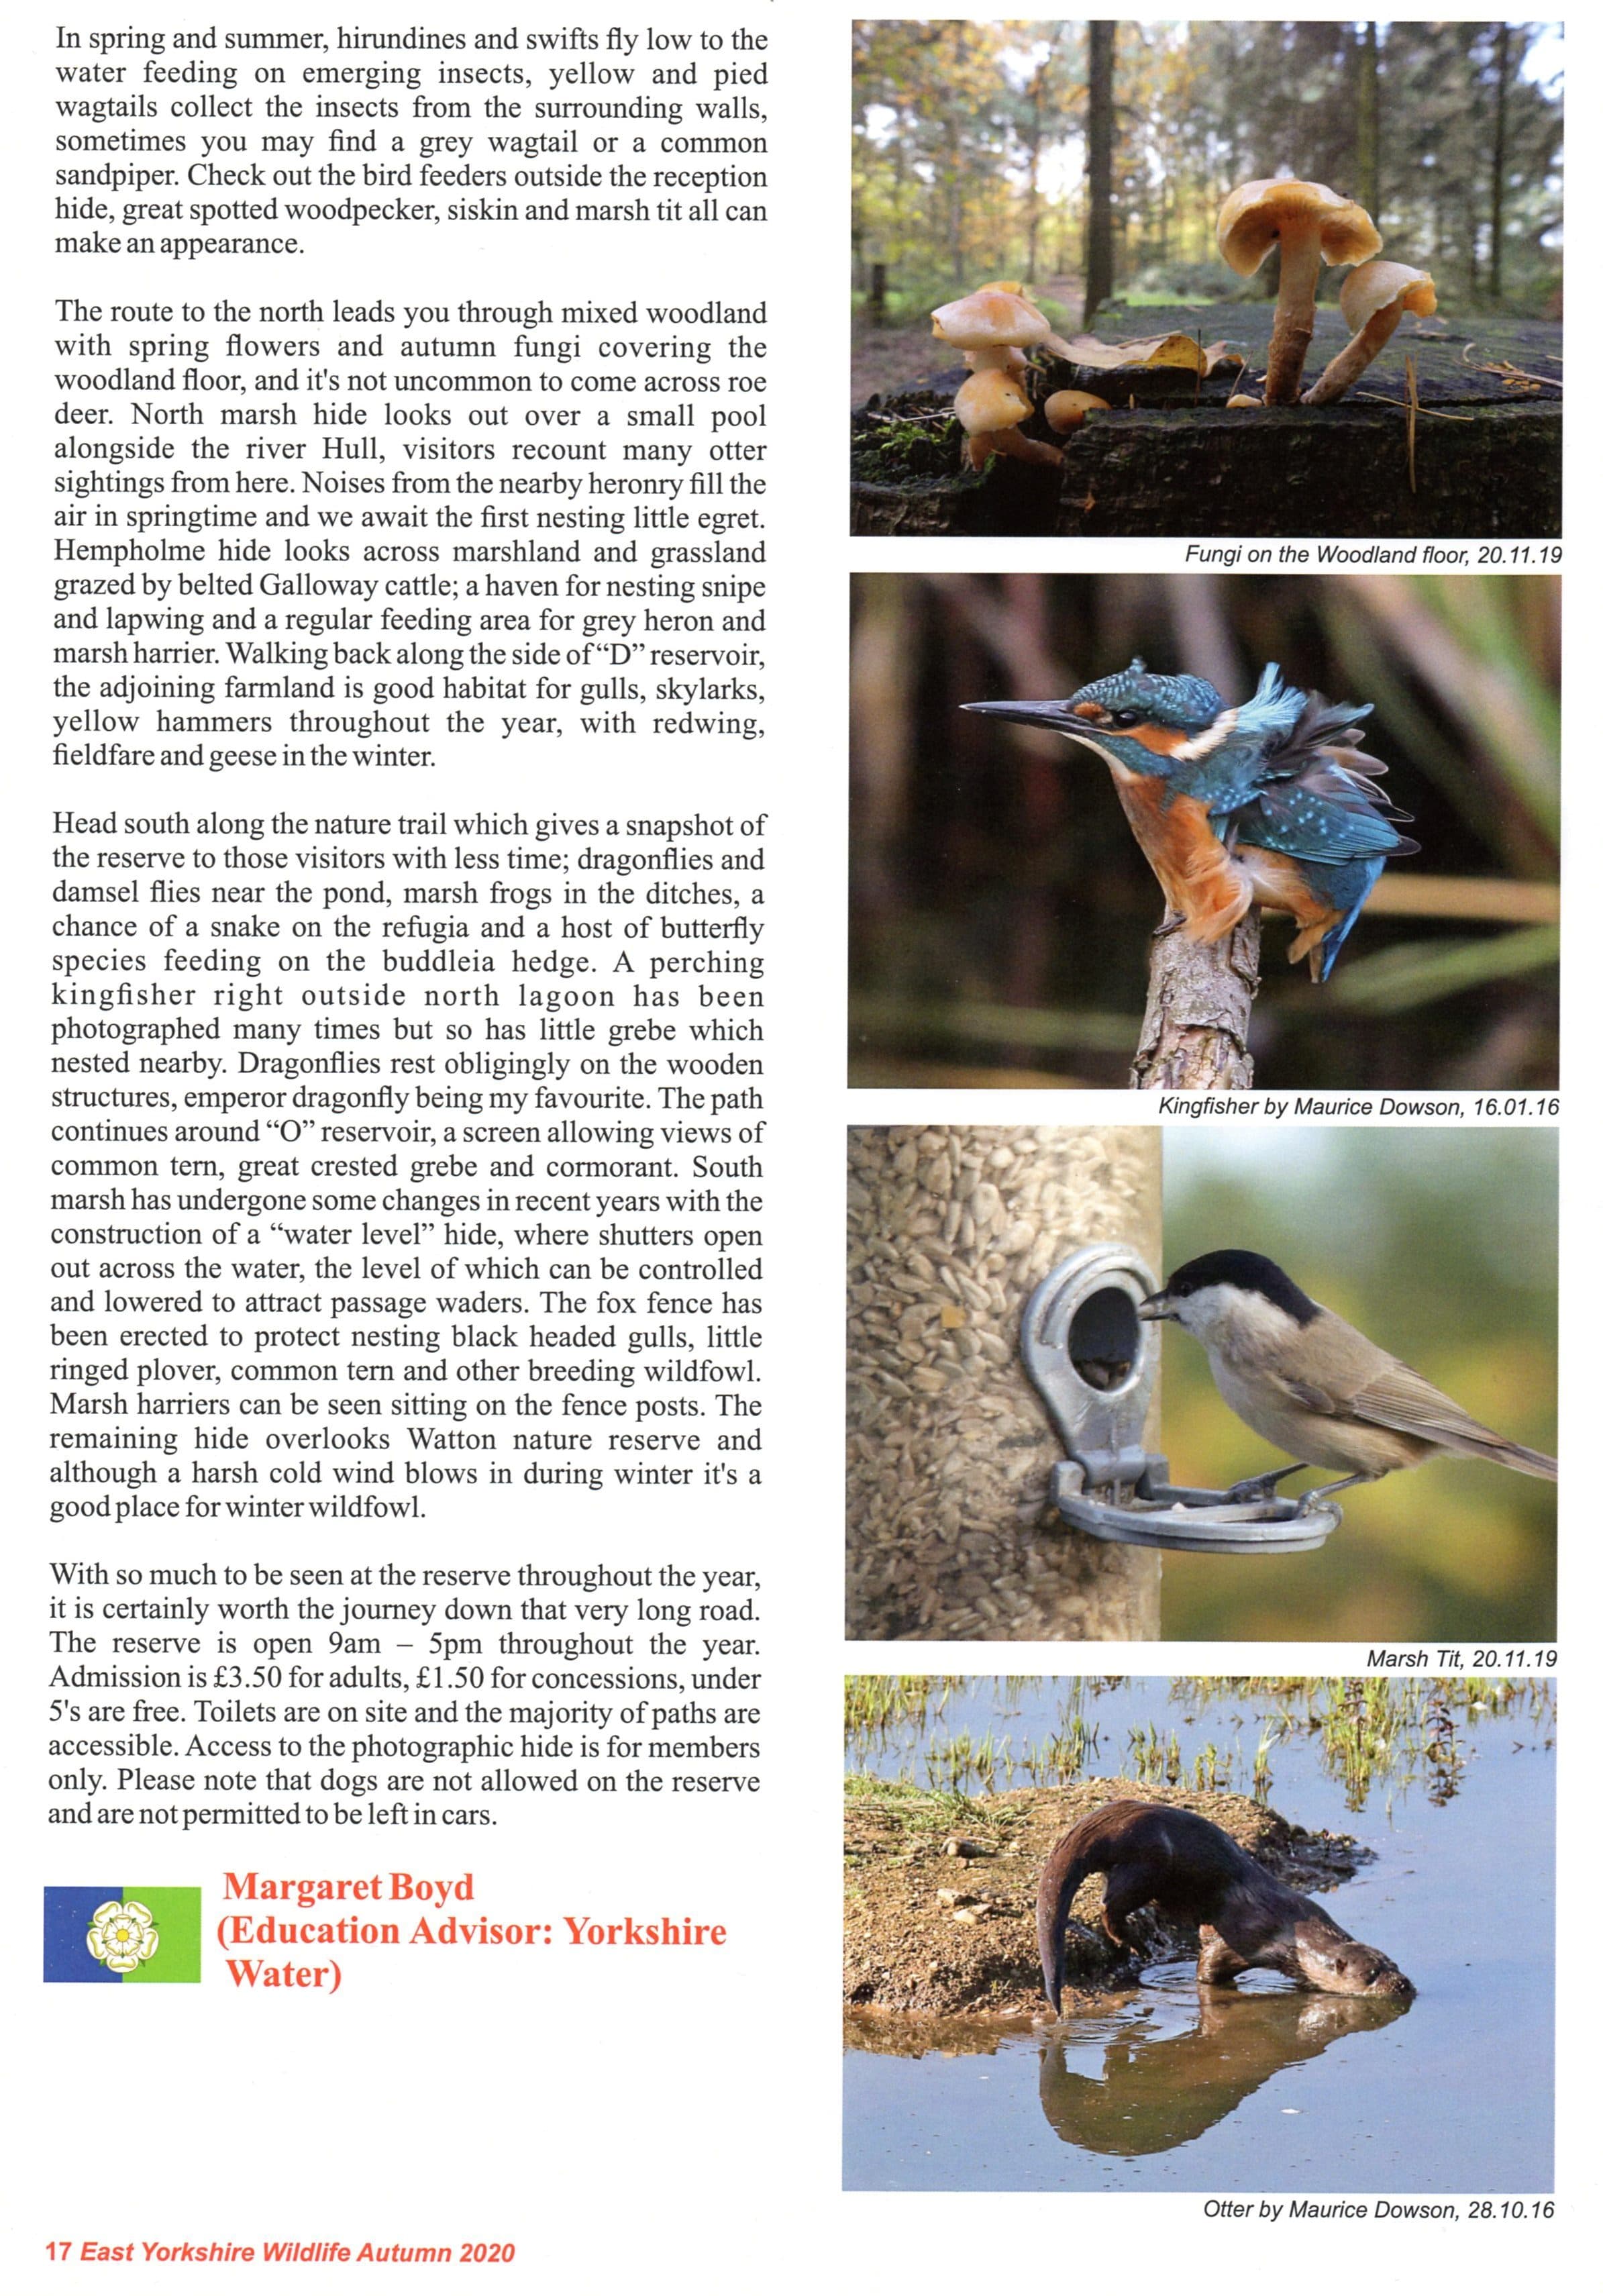 In spring and summer, hirundines and swifts fly low to the
water feeding on emerging insects, yellow and pied
wagtails collect the insects from the surrounding walls,
sometimes you may find a grey wagtail or a common
sandpiper. Check out the bird feeders outside the reception
hide, great spotted woodpecker, siskin and marsh tit all can
make an appearance.
The route to the north leads you through mixed woodland
with spring flowers and autumn fungi covering the
woodland floor, and it's not uncommon to come across roe
deer. North marsh hide looks out over a small pool
alongside the river Hull, visitors recount many otter
sightings from here. Noises from the nearby heronry fill the
air in springtime and we await the first nesting little egret.
Hempholme hide looks across marshland and grassland
grazed by belted Galloway cattle; a haven for nesting snipe
and lapwing and a regular feeding area for grey heron and
marsh harrier. Walking back along the side of “D” reservoir,
the adjoining farmland is good habitat for gulls, skylarks,
yellow hammers throughout the year, with redwing,
fieldfare and geese in the winter.
Head south along the nature trail which gives a snapshot of
the reserve to those visitors with less time; dragonflies and
damsel flies near the pond, marsh frogs in the ditches, a
chance of a snake on the refugia and a host of butterfly
species feeding on the buddleia hedge. A perching
kingfisher right outside north lagoon has been
photographed many times but so has little grebe which
nested nearby. Dragonflies rest obligingly on the wooden
structures, emperor dragonfly being my favourite. The path
continues around “O” reservoir, a screen allowing views of
common tern, great crested grebe and cormorant. South
marsh has undergone some changes in recent years with the
construction of a “water level” hide, where shutters open
out across the water, the level of which can be controlled
and lowered to attract passage waders. The fox fence has
been erected to protect nesting black headed gulls, little
ringed plover, common tern and other breeding wildfowl.
Marsh harriers can be seen sitting on the fence posts. The
remaining hide overlooks Watton nature reserve and
although a harsh cold wind blows in during winter it's a
good place for winter wildfowl.
With so much to be seen at the reserve throughout the year,
it is certainly worth the journey down that very long road.
The reserve is open 9am – 5pm throughout the year.
Admission is £3.50 for adults, £1.50 for concessions, under
5's are free. Toilets are on site and the majority of paths are
accessible. Access to the photographic hide is for members
only. Please note that dogs are not allowed on the reserve
and are not permitted to be left in cars.
Margaret Boyd
(Education Advisor: Yorkshire
Water)
Fungi on the Woodland floor, 20.11.19
Kingfisher by Maurice Dowson, 16.01.16
Marsh Tit, 20.11.19
Otter by Maurice Dowson, 28.10.16
17 East Yorkshire Wildlife Autumn 2020